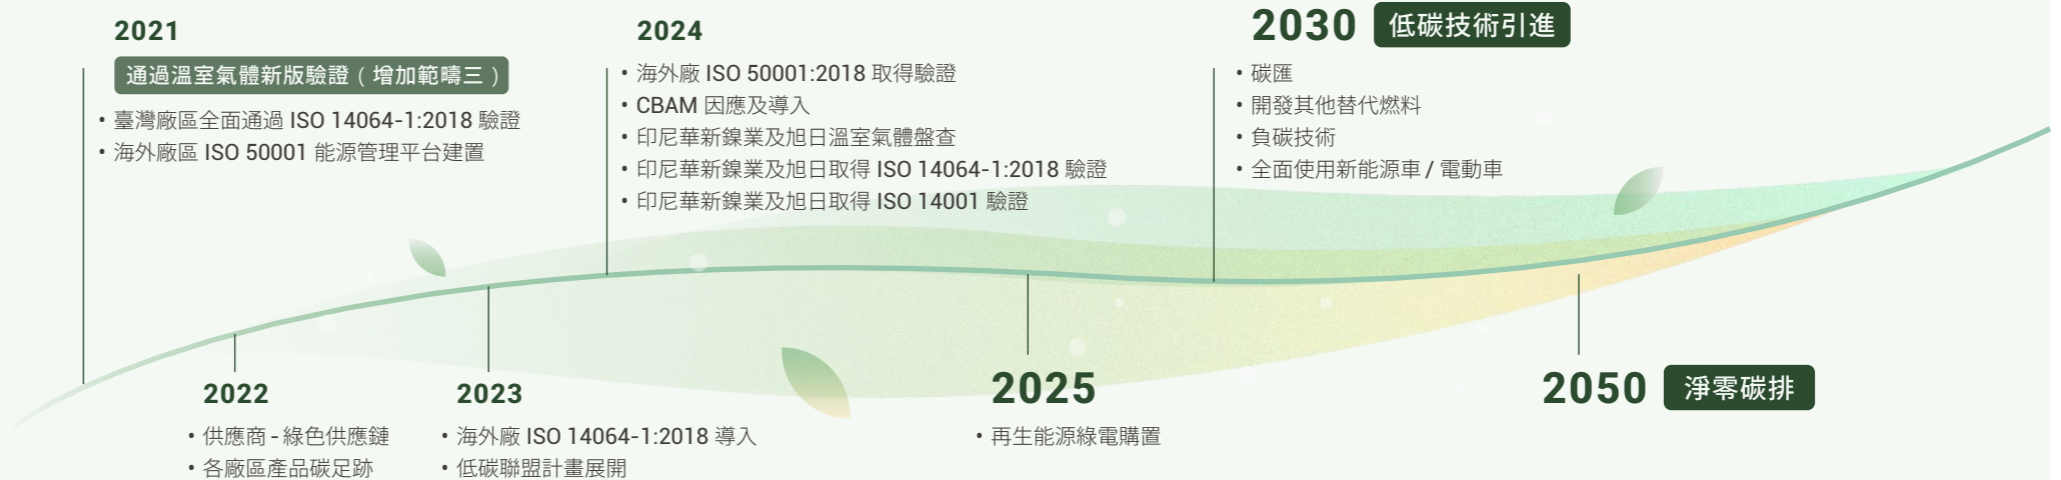 2021
通過溫室氣體新版驗證（增加範疇三）
• 臺灣廠區全面通過 ISO 14064-1:2018 驗證
• 海外廠區 ISO 50001 能源管理平台建置
2022
• 供應商 - 綠色供應鏈
• 各廠區產品碳足跡
2023
• 海外廠 ISO 14064-1:2018 導入
• 低碳聯盟計畫展開
2024
• 海外廠 ISO 50001:2018 取得驗證
• CBAM 因應及導入
• 印尼華新鎳業及旭日溫室氣體盤查
• 印尼華新鎳業及旭日取得 ISO 14064-1:2018 驗證
• 印尼華新鎳業及旭日取得 ISO 14001 驗證
2025
• 再生能源綠電購置
2030 低碳技術引進
• 碳匯
• 開發其他替代燃料
• 負碳技術
• 全面使用新能源車 / 電動車
2050 淨零碳排